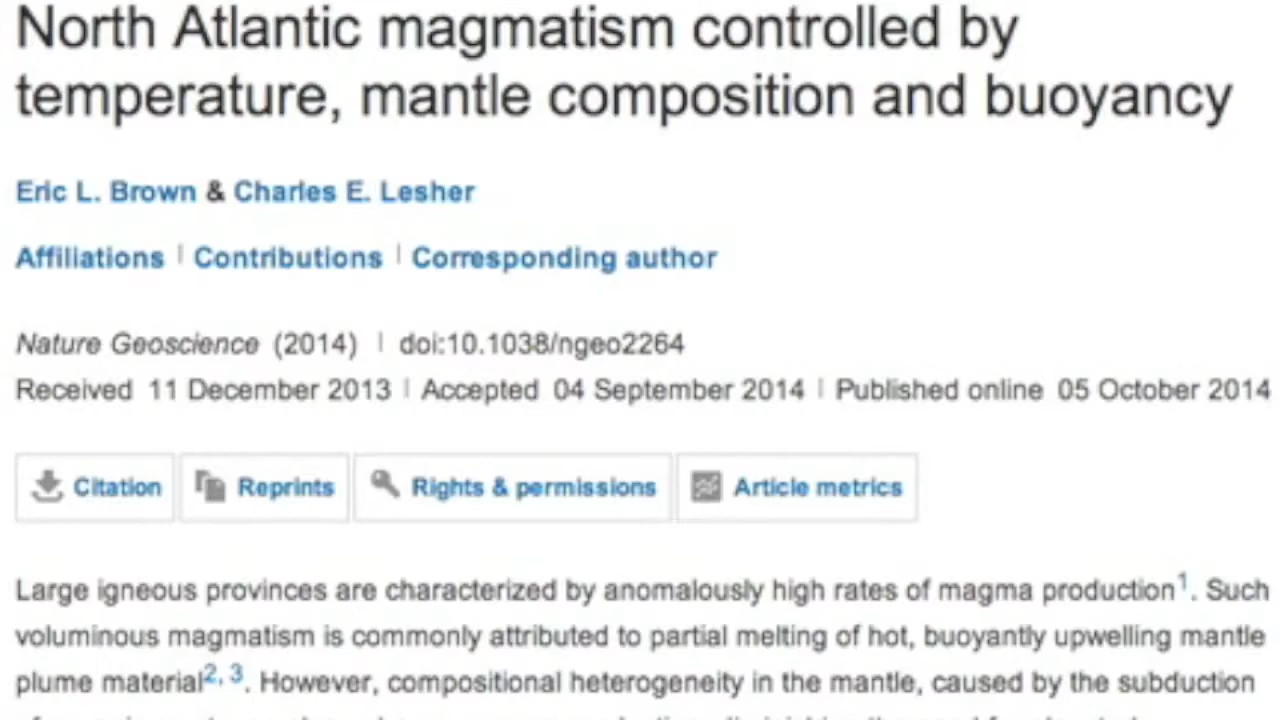 North Atlantic magmatism controlled by
temperature, mantle composition and buoyancy
Eric L. Brown & Charles E. Lesher
Affiliations | Contributions | Corresponding author
Nature Geoscience (2014) | doi:10.1038/ngeo2264
Received 11 December 2013 | Accepted 04 September 2014 | Published online 05 October 2014
Citation Reprints Rights & permissions Article metrics
Large igneous provinces are characterized by anomalously high rates of magma production1. Such
voluminous magmatism is commonly attributed to partial melting of hot, buoyantly upwelling mantle
plume material2, 3. However, compositional heterogeneity in the mantle, caused by the subduction